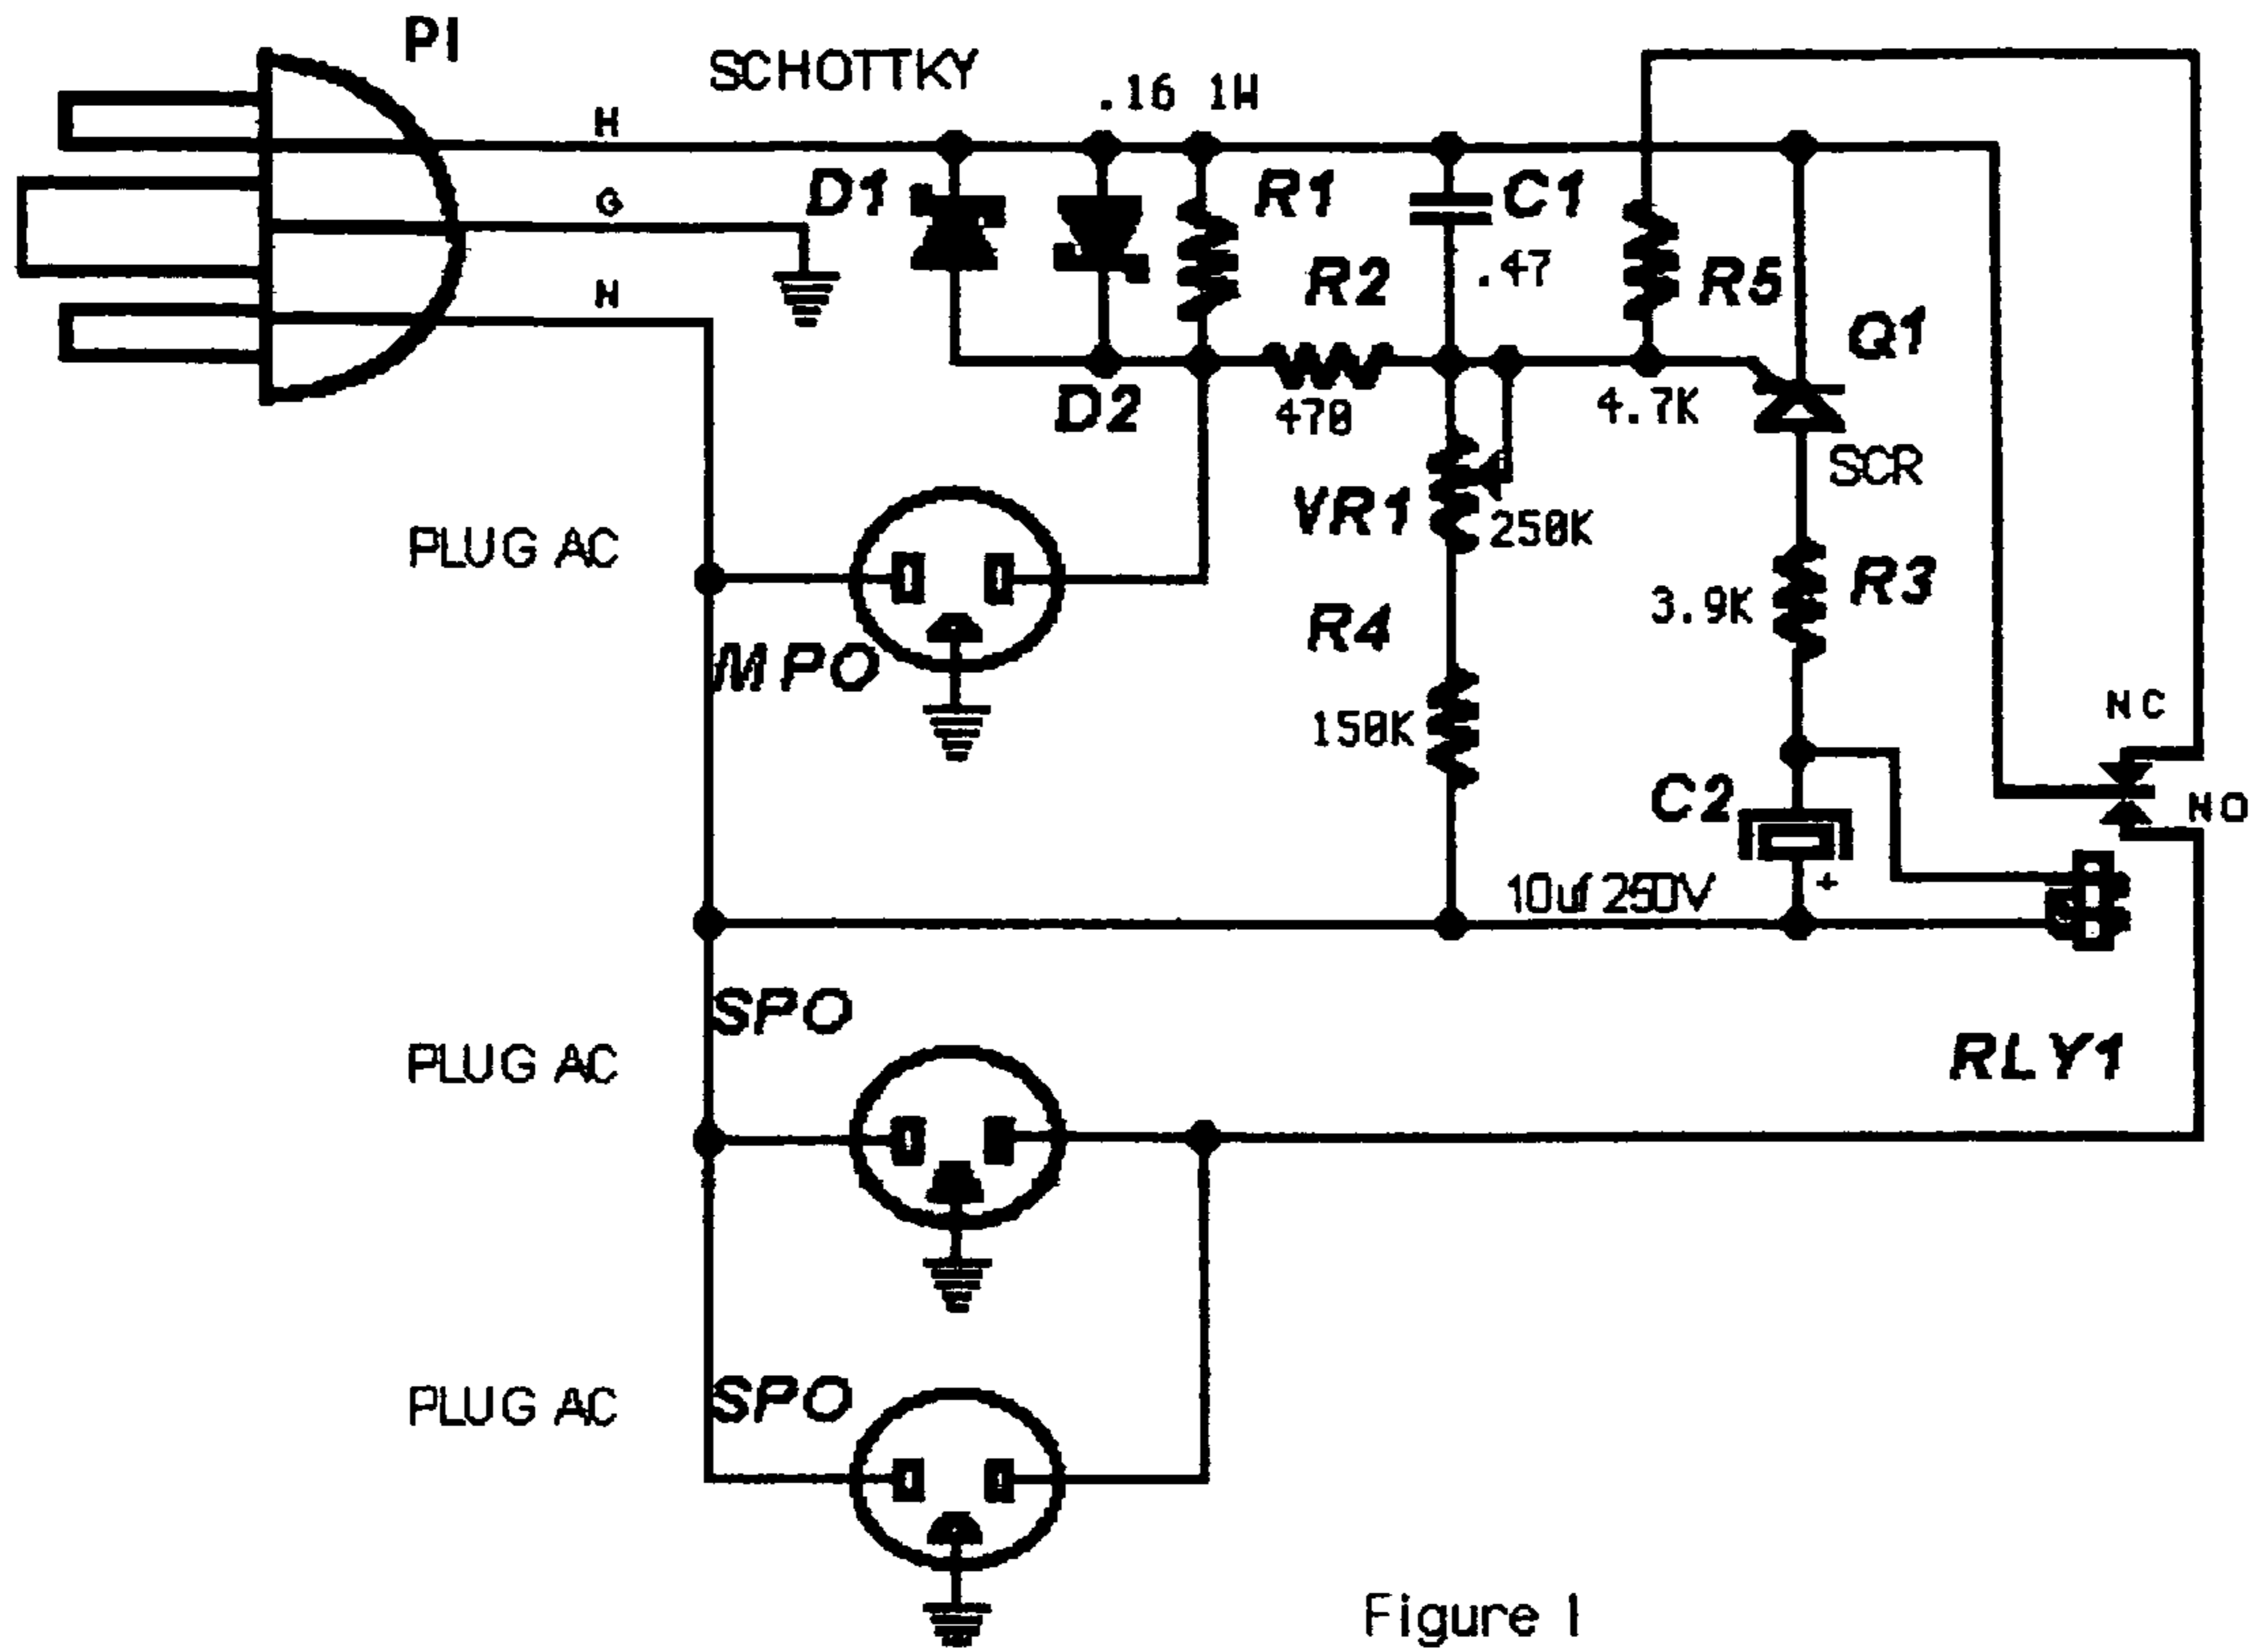 P1
SCHOTTKY
.16 1W
H
D1
R1
C1
G
.47
R2
R5
N
Q1
D2
470
4.7K
SCR
VR1
250K
PLUG AC
R3
3.9K
R4
MPO
150K
NC
C2
NO
10uf 250V
+
SPO
PLUG AC
RLY1
PLUG AC
SPO
Figure 1